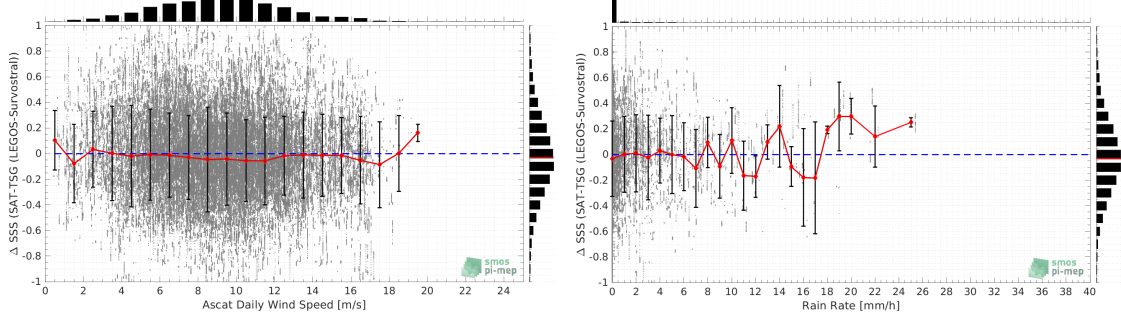 Δ SSS (SAT-TSG (LEGOS-Survostral))
1
0.8
0.6
0.4
0.2
0
-0.2
-0.4
-0.6
-0.8
-1
0 2 4 6 8 10 12 14 16 18 20 22 24
Ascat Daily Wind Speed [m/s]
smos
pi-mep
Δ SSS (SAT-TSG (LEGOS-Survostral))
1
0.8
0.6
0.4
0.2
0
-0.2
-0.4
-0.6
-0.8
-1
0 2 4 6 8 10 12 14 16 18 20 22 24 26 28 30 32 34 36 38 40
Rain Rate [mm/h]
smos
pi-mep